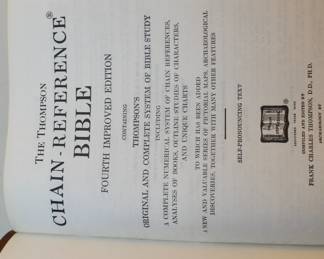 THE THOMPSON
CHAIN-REFERENCE®
BIBLE
FOURTH IMPROVED EDITION
CONTAINING
THOMPSON'S
ORIGINAL AND COMPLETE SYSTEM OF BIBLE STUDY
INCLUDING
A COMPLETE NUMERICAL SYSTEM OF CHAIN REFERENCES,
ANALYSES OF BOOKS, OUTLINE STUDIES OF CHARACTERS,
AND UNIQUE CHARTS
TO WHICH HAS BEEN ADDED
A NEW AND VALUABLE SERIES OF PICTORIAL MAPS, ARCHAEOLOGICAL
DISCOVERIES, TOGETHER WITH MANY OTHER FEATURES
SELF-PRONOUNCING TEXT
COMPILED AND EDITED BY
FRANK CHARLES THOMPSON, D.D., PH.D.